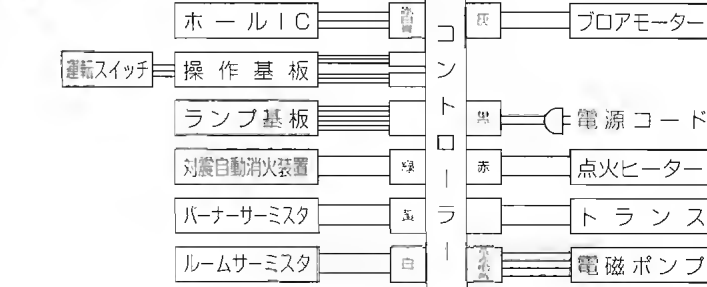 ホールIC
灰
ブロアモーター
運転スイッチ
操作基板
コントローラー
ランプ基板
黒
電源コード
対震自動消火装置
緑
赤
点火ヒーター
バーナーサーミスタ
トランス
ルームサーミスタ
白
電磁ポンプ